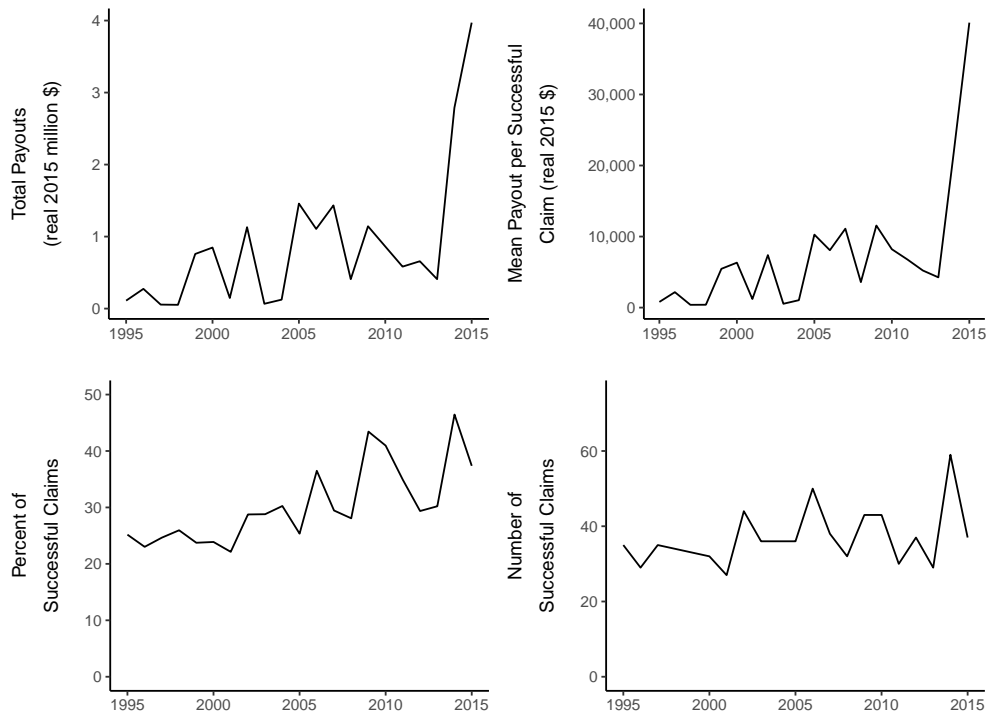 Total Payouts
(real 2015 million $)
4
3
2
1
0
1995 2000 2005 2010 2015
Mean Payout per Successful
Claim (real 2015 $)
40,000
30,000
20,000
10,000
0
1995 2000 2005 2010 2015
Percent of
Successful Claims
50
40
30
20
10
0
1995 2000 2005 2010 2015
Number of
Successful Claims
60
40
20
0
1995 2000 2005 2010 2015